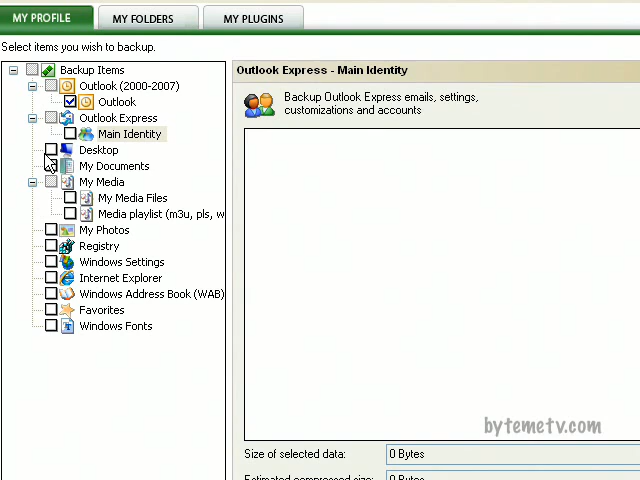 MY PROFILE
MY FOLDERS
MY PLUGINS
Select items you wish to backup.
Backup Items
Outlook (2000-2007)
Outlook
Outlook Express
Main Identity
Desktop
My Documents
My Media
My Media Files
Media playlist (m3u, pls, w
My Photos
Registry
Windows Settings
Internet Explorer
Windows Address Book (WAB)
Favorites
Windows Fonts
Outlook Express - Main Identity
Backup Outlook Express emails, settings,
customizations and accounts
bytemetv.com
Size of selected data:
0 Bytes
Estimated compressed size:
0 Bytes